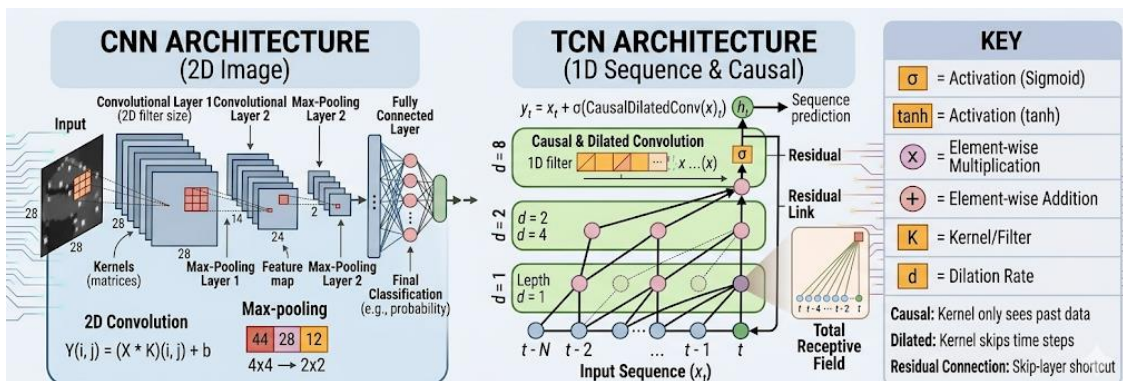 CNN ARCHITECTURE
(2D Image)
Input
Convolutional Layer 1
(2D filter size)
Convolutional
Layer 2
Max-Pooling
Layer 2
Fully
Connected
Layer
28
28
28
28
14
24
2
Kernels
(matrices)
Max-Pooling
Layer 1
Feature
map
Max-Pooling
Layer 2
Final
Classification
(e.g., probability)
2D Convolution
Y(i, j) = (X * K)(i, j) + b
Max-pooling
44 28 12
4x4 → 2x2
TCN ARCHITECTURE
(1D Sequence & Causal)
y_t = x_t + σ(CausalDilatedConv(x)_t)
h_t
Sequence
prediction
d = 8
Causal & Dilated Convolution
1D filter
... x ...(x)
σ
Residual
Residual
Link
d = 2
d = 2
d = 4
d = 1
Lepth
d = 1
t - N
t - 2
...
t - 1
t
Input Sequence (x_t)
t t-4 ... t-2 t
Total
Receptive
Field
KEY
σ = Activation (Sigmoid)
tanh = Activation (tanh)
x = Element-wise
Multiplication
+ = Element-wise Addition
K = Kernel/Filter
d = Dilation Rate
Causal: Kernel only sees past data
Dilated: Kernel skips time steps
Residual Connection: Skip-layer shortcut